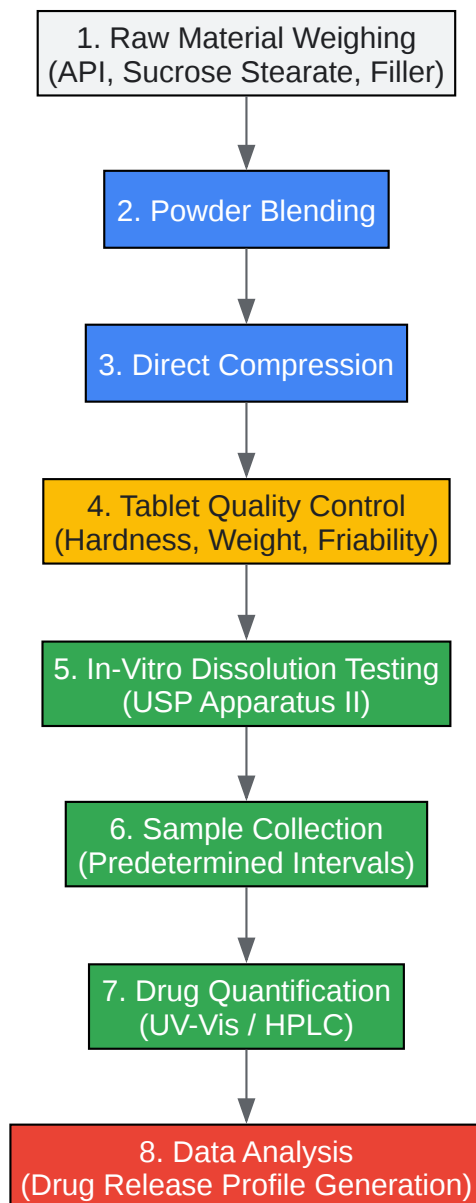 1. Raw Material Weighing
(API, Sucrose Stearate, Filler)
2. Powder Blending
3. Direct Compression
4. Tablet Quality Control
(Hardness, Weight, Friability)
5. In-Vitro Dissolution Testing
(USP Apparatus II)
6. Sample Collection
(Predetermined Intervals)
7. Drug Quantification
(UV-Vis / HPLC)
8. Data Analysis
(Drug Release Profile Generation)